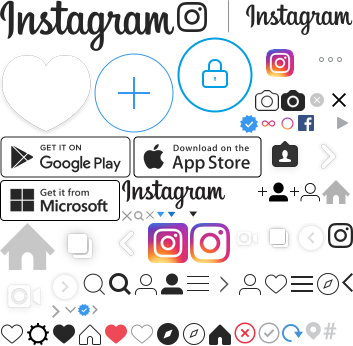 Instagram
Instagram
GET IT ON
Google Play
Download on the
App Store
Get it from
Microsoft
Instagram